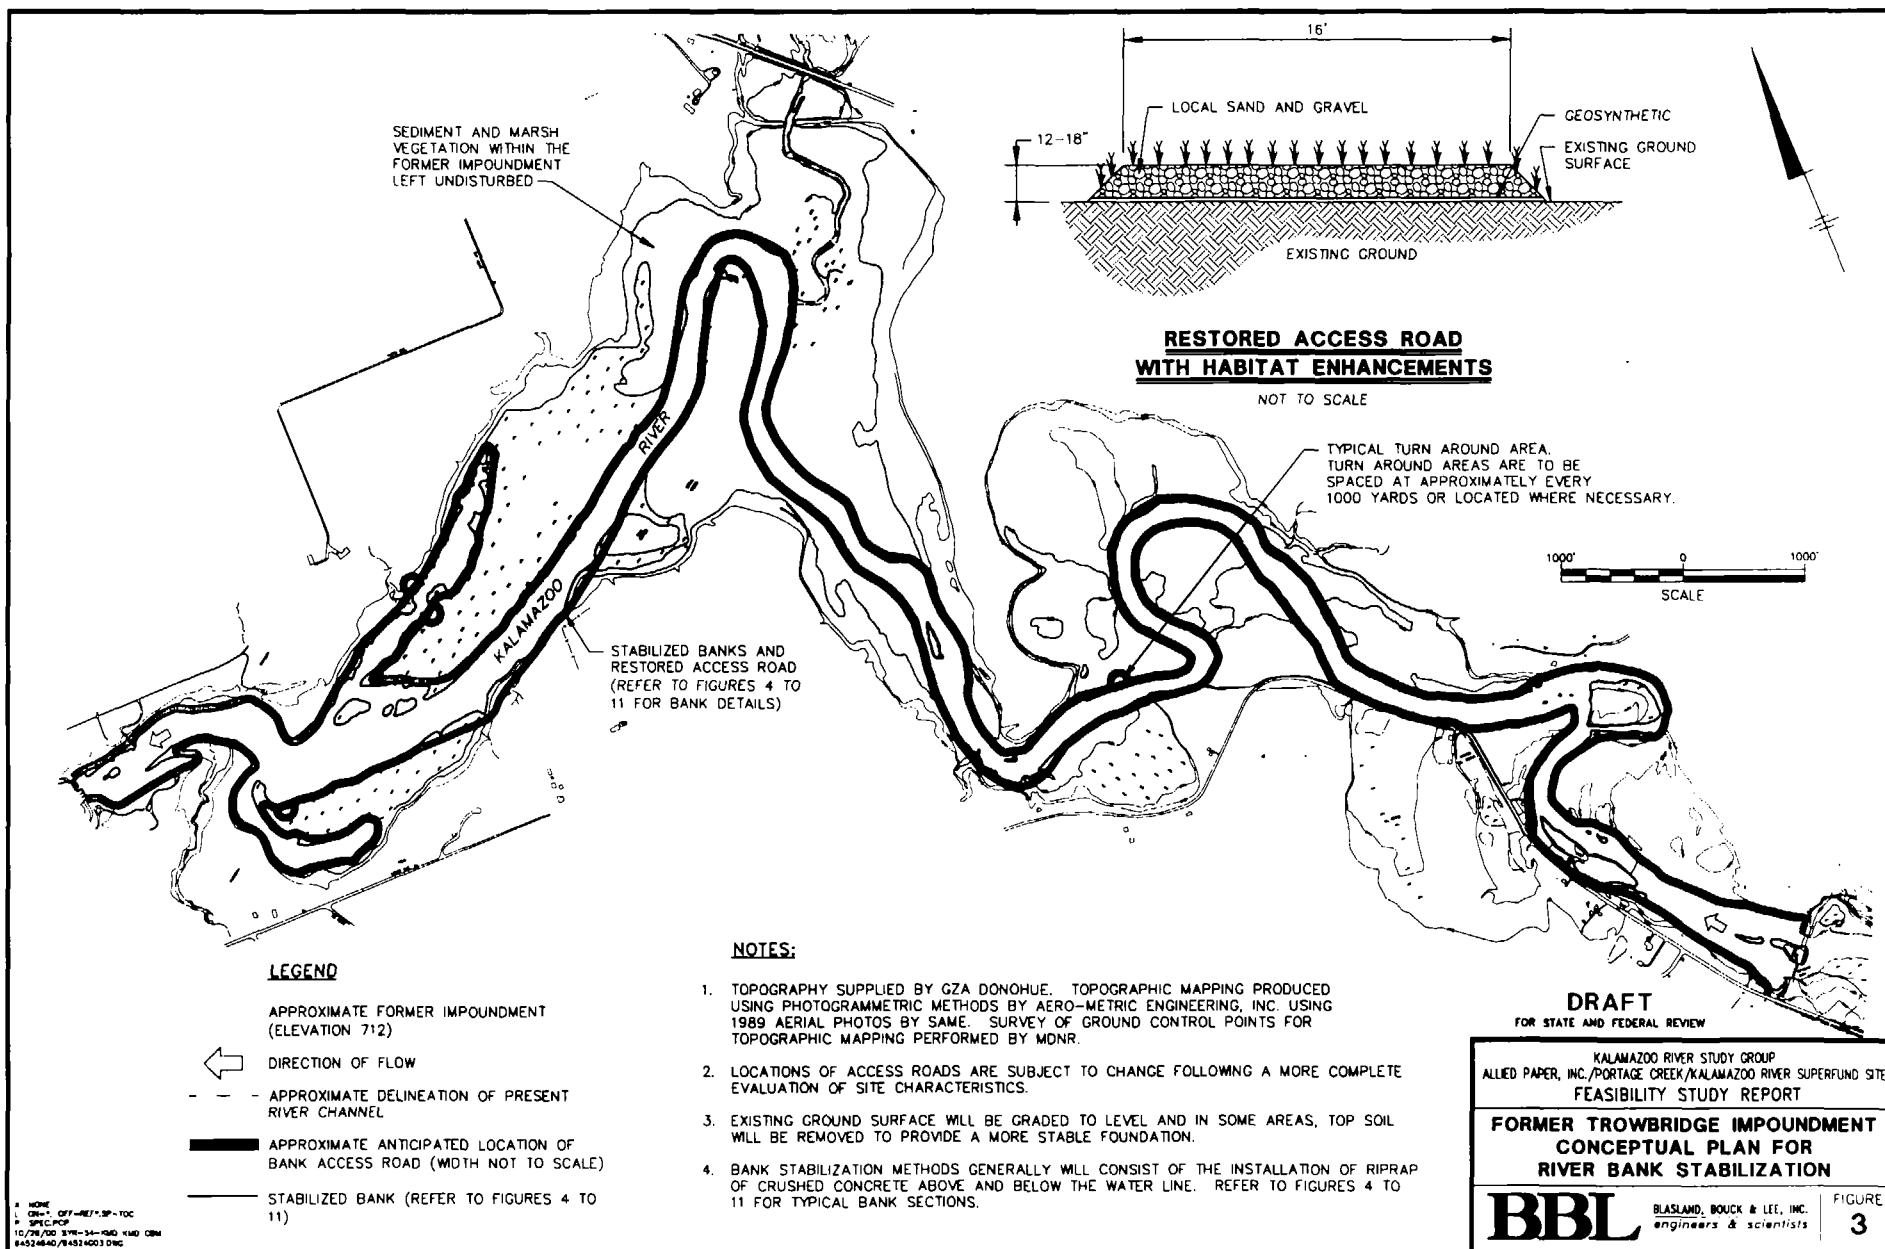 16'
LOCAL SAND AND GRAVEL
GEOSYNTHETIC
12-18"
EXISTING GROUND
SURFACE
EXISTING GROUND
RESTORED ACCESS ROAD
WITH HABITAT ENHANCEMENTS
NOT TO SCALE
SEDIMENT AND MARSH
VEGETATION WITHIN THE
FORMER IMPOUNDMENT
LEFT UNDISTURBED
TYPICAL TURN AROUND AREA.
TURN AROUND AREAS ARE TO BE
SPACED AT APPROXIMATELY EVERY
1000 YARDS OR LOCATED WHERE NECESSARY.
1000' 0 1000'
SCALE
KALAMAZOO RIVER
STABILIZED BANKS AND
RESTORED ACCESS ROAD
(REFER TO FIGURES 4 TO
11 FOR BANK DETAILS)
LEGEND
APPROXIMATE FORMER IMPOUNDMENT
(ELEVATION 712)
DIRECTION OF FLOW
APPROXIMATE DELINEATION OF PRESENT
RIVER CHANNEL
APPROXIMATE ANTICIPATED LOCATION OF
BANK ACCESS ROAD (WIDTH NOT TO SCALE)
STABILIZED BANK (REFER TO FIGURES 4 TO
11)
NOTES:
1. TOPOGRAPHY SUPPLIED BY GZA DONOHUE. TOPOGRAPHIC MAPPING PRODUCED
USING PHOTOGRAMMETRIC METHODS BY AERO-METRIC ENGINEERING, INC. USING
1989 AERIAL PHOTOS BY SAME. SURVEY OF GROUND CONTROL POINTS FOR
TOPOGRAPHIC MAPPING PERFORMED BY MDNR.
2. LOCATIONS OF ACCESS ROADS ARE SUBJECT TO CHANGE FOLLOWING A MORE COMPLETE
EVALUATION OF SITE CHARACTERISTICS.
3. EXISTING GROUND SURFACE WILL BE GRADED TO LEVEL AND IN SOME AREAS, TOP SOIL
WILL BE REMOVED TO PROVIDE A MORE STABLE FOUNDATION.
4. BANK STABILIZATION METHODS GENERALLY WILL CONSIST OF THE INSTALLATION OF RIPRAP
OF CRUSHED CONCRETE ABOVE AND BELOW THE WATER LINE. REFER TO FIGURES 4 TO
11 FOR TYPICAL BANK SECTIONS.
DRAFT
FOR STATE AND FEDERAL REVIEW
KALAMAZOO RIVER STUDY GROUP
ALLIED PAPER, INC./PORTAGE CREEK/KALAMAZOO RIVER SUPERFUND SITE
FEASIBILITY STUDY REPORT
FORMER TROWBRIDGE IMPOUNDMENT
CONCEPTUAL PLAN FOR
RIVER BANK STABILIZATION
BBL
BLASLAND, BOUCK & LEE, INC.
engineers & scientists
FIGURE
3